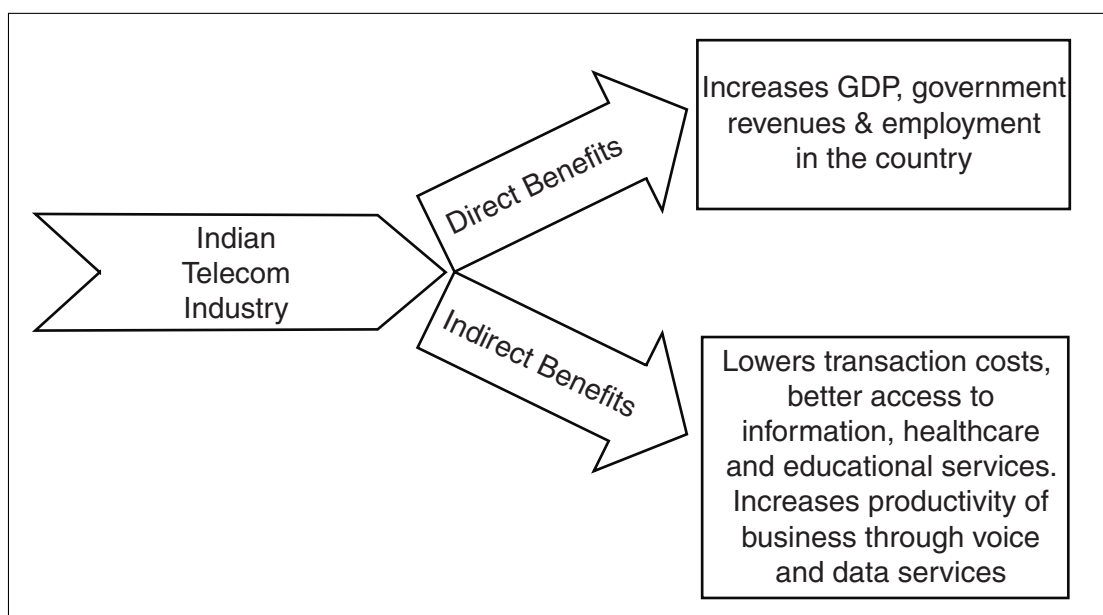 Indian
Telecom
Industry
Direct Benefits
Increases GDP, government
revenues & employment
in the country
Indirect Benefits
Lowers transaction costs,
better access to
information, healthcare
and educational services.
Increases productivity of
business through voice
and data services